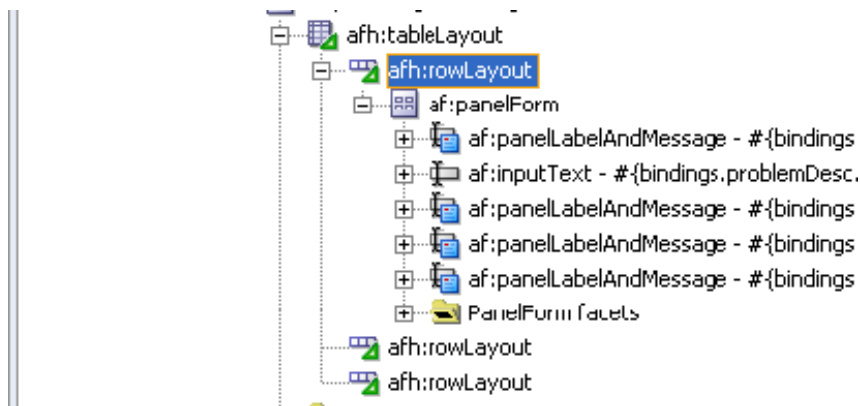 afh:tableLayout
afh:rowLayout
af:panelForm
af:panelLabelAndMessage - #{bindings
af:inputText - #{bindings.problemDesc.
af:panelLabelAndMessage - #{bindings
af:panelLabelAndMessage - #{bindings
af:panelLabelAndMessage - #{bindings
PanelForm facets
afh:rowLayout
afh:rowLayout